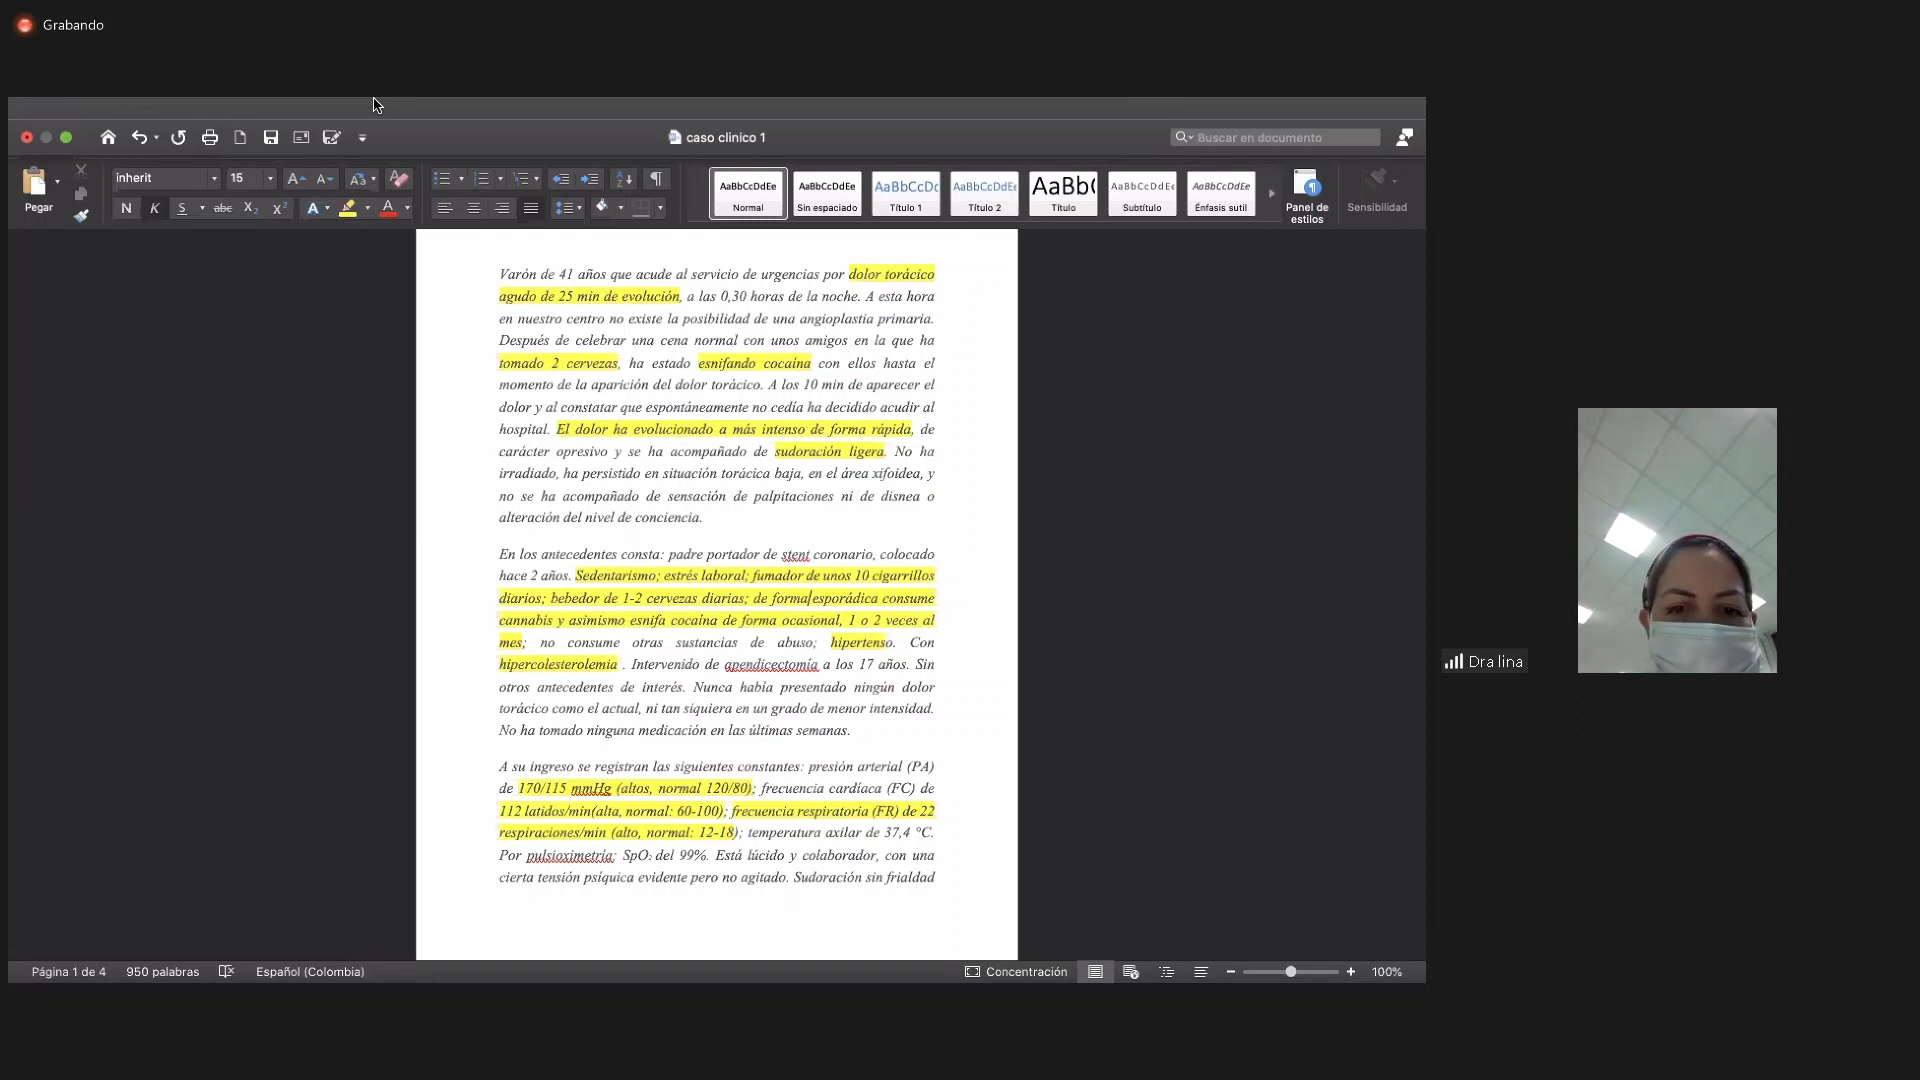 Grabando
caso clinico 1
Buscar en documento
Pegar
inherit
15
N K S abc X₂ X²
AaBbCcDdEe
Normal
AaBbCcDdEe
Sin espaciado
AaBbCcDc
Título 1
AaBbCcDdEe
Título 2
AaBb(
Título
AaBbCcDdEe
Subtítulo
AaBbCcDdEe
Énfasis sutil
Panel de
estilos
Sensibilidad
Varón de 41 años que acude al servicio de urgencias por dolor torácico
agudo de 25 min de evolución, a las 0,30 horas de la noche. A esta hora
en nuestro centro no existe la posibilidad de una angioplastia primaria.
Después de celebrar una cena normal con unos amigos en la que ha
tomado 2 cervezas, ha estado esnifando cocaína con ellos hasta el
momento de la aparición del dolor torácico. A los 10 min de aparecer el
dolor y al constatar que espontáneamente no cedía ha decidido acudir al
hospital. El dolor ha evolucionado a más intenso de forma rápida, de
carácter opresivo y se ha acompañado de sudoración ligera. No ha
irradiado, ha persistido en situación torácica baja, en el área xifoidea, y
no se ha acompañado de sensación de palpitaciones ni de disnea o
alteración del nivel de conciencia.
En los antecedentes consta: padre portador de stent coronario, colocado
hace 2 años. Sedentarismo; estrés laboral; fumador de unos 10 cigarrillos
diarios; bebedor de 1-2 cervezas diarias; de forma esporádica consume
cannabis y asimismo esnifa cocaína de forma ocasional, 1 o 2 veces al
mes; no consume otras sustancias de abuso; hipertenso. Con
hipercolesterolemia . Intervenido de apendicectomía a los 17 años. Sin
otros antecedentes de interés. Nunca había presentado ningún dolor
torácico como el actual, ni tan siquiera en un grado de menor intensidad.
No ha tomado ninguna medicación en las últimas semanas.
A su ingreso se registran las siguientes constantes: presión arterial (PA)
de 170/115 mmHg (altos, normal 120/80); frecuencia cardíaca (FC) de
112 latidos/min(alta, normal: 60-100); frecuencia respiratoria (FR) de 22
respiraciones/min (alto, normal: 12-18); temperatura axilar de 37,4 °C.
Por pulsioximetría: SpO₂ del 99%. Está lúcido y colaborador, con una
cierta tensión psíquica evidente pero no agitado. Sudoración sin frialdad
Dra lina
Página 1 de 4
950 palabras
Español (Colombia)
Concentración
100%